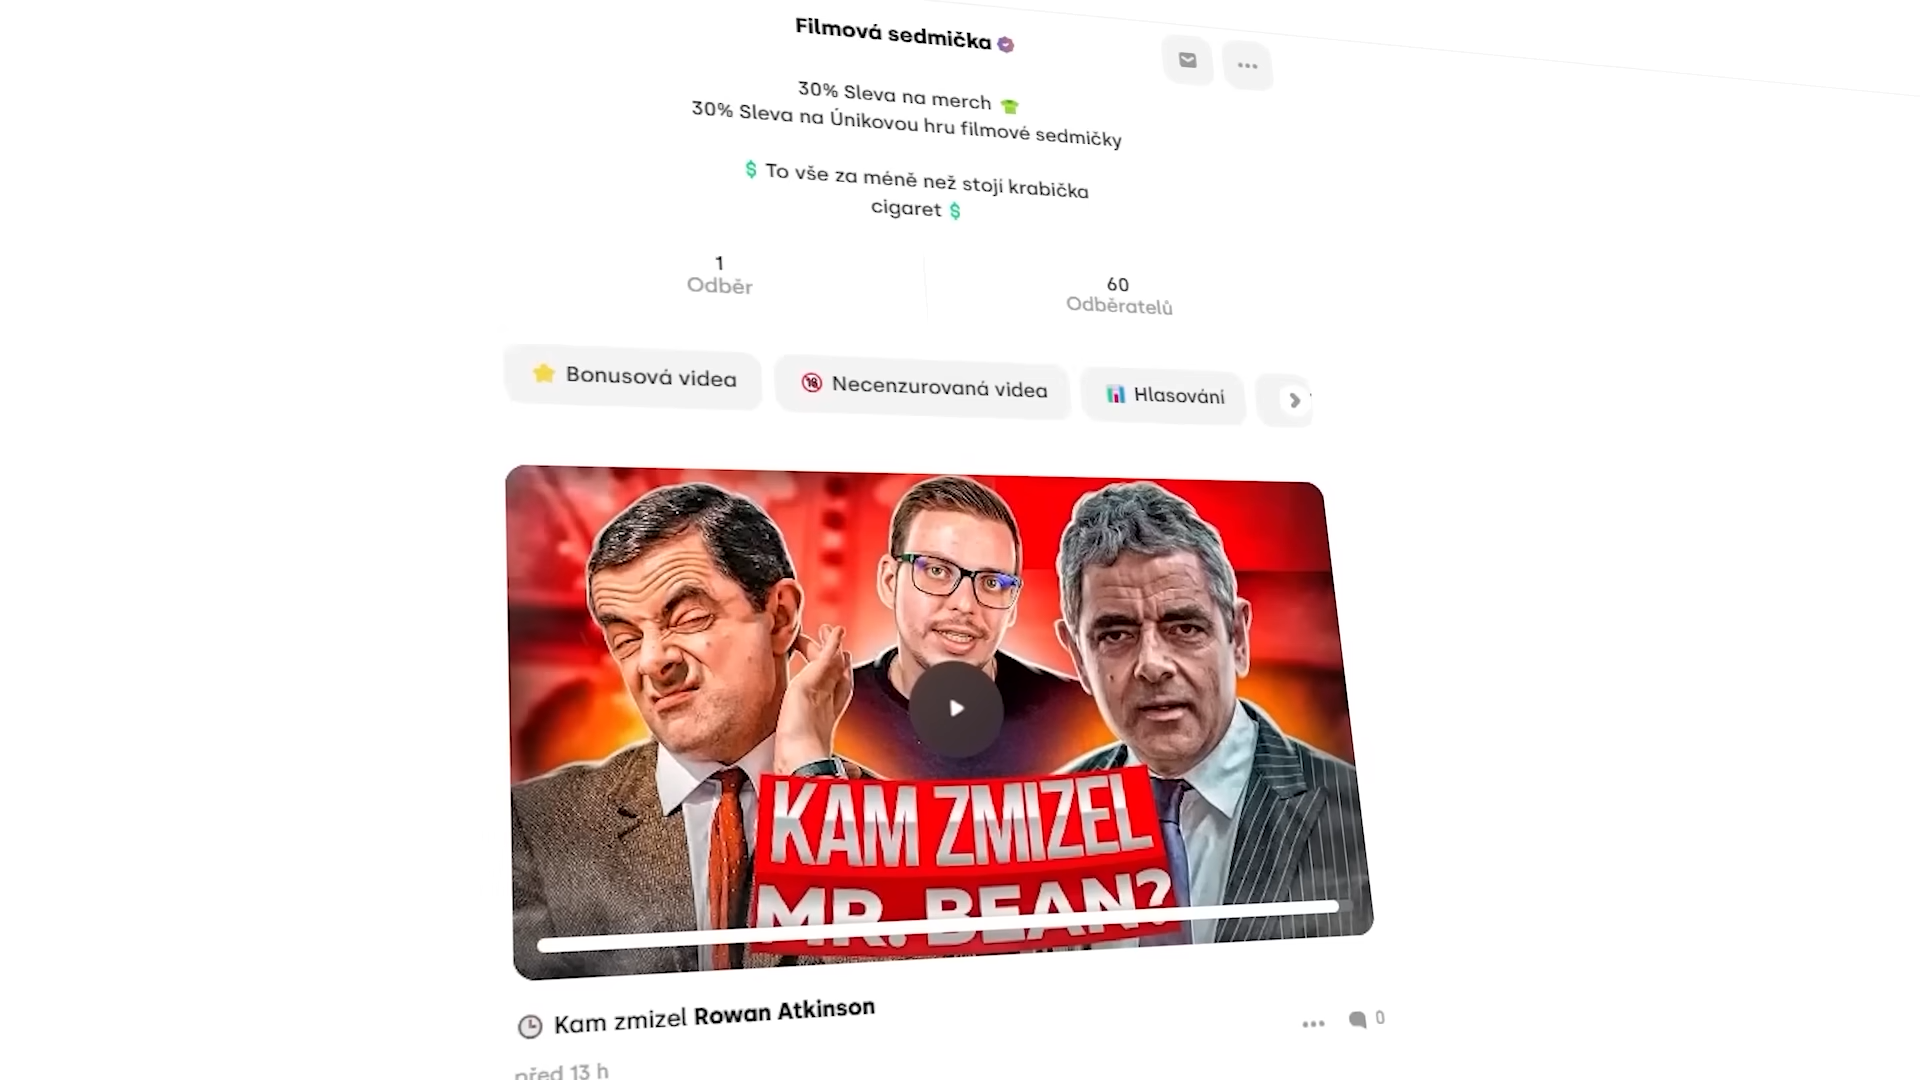 Filmová sedmička
30% Sleva na merch
30% Sleva na Únikovou hru filmové sedmičky
$ To vše za méně než stojí krabička
cigaret $
1
Odběr
60
Odběratelů
Bonusová videa
18 Necenzurovaná videa
Hlasování
KAM ZMIZEL
MR. BEAN?
Kam zmizel Rowan Atkinson
0
před 13 h